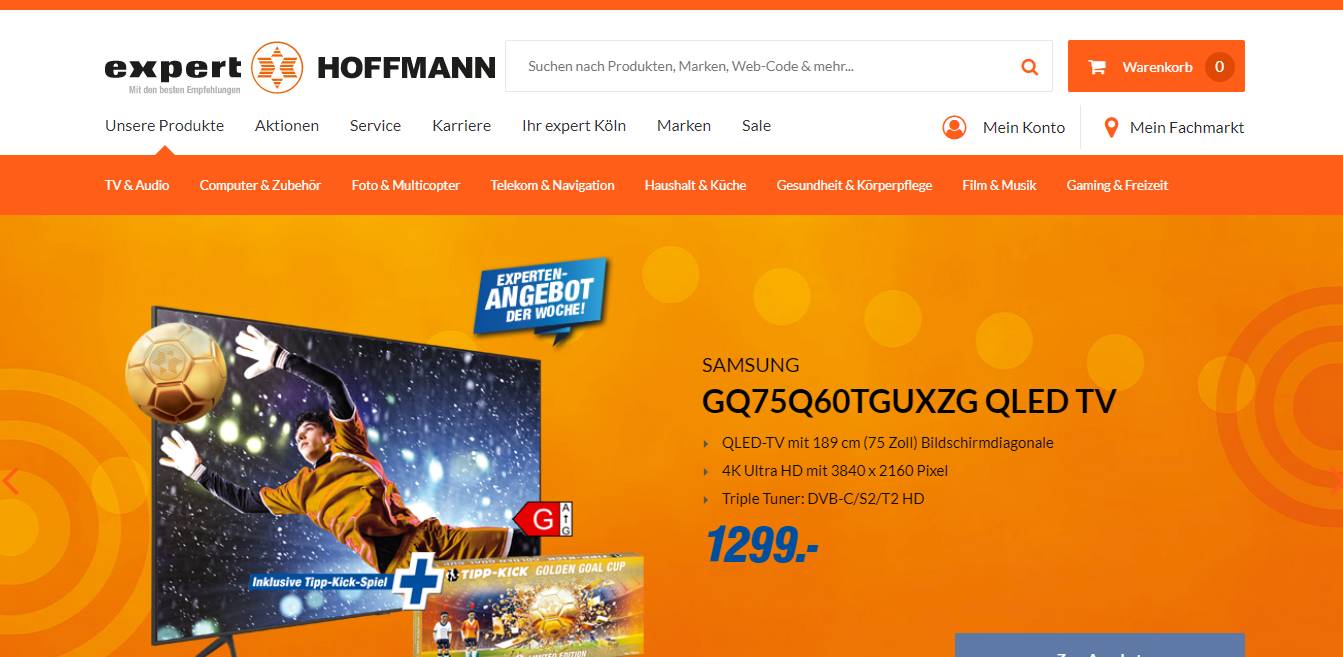 expert HOFFMANN
Mit den besten Empfehlungen
Suchen nach Produkten, Marken, Web-Code & mehr...
Warenkorb 0
Unsere Produkte Aktionen Service Karriere Ihr expert Köln Marken Sale
Mein Konto Mein Fachmarkt
TV & Audio Computer & Zubehör Foto & Multicopter Telekom & Navigation Haushalt & Küche Gesundheit & Körperpflege Film & Musik Gaming & Freizeit
EXPERTEN-
ANGEBOT
DER WOCHE!
SAMSUNG
GQ75Q60TGUXZG QLED TV
QLED-TV mit 189 cm (75 Zoll) Bildschirmdiagonale
4K Ultra HD mit 3840 x 2160 Pixel
Triple Tuner: DVB-C/S2/T2 HD
1299.-
G
A
G
Inklusive Tipp-Kick-Spiel
TIPP-KICK GOLDEN GOAL CUP
LIMITED EDITION